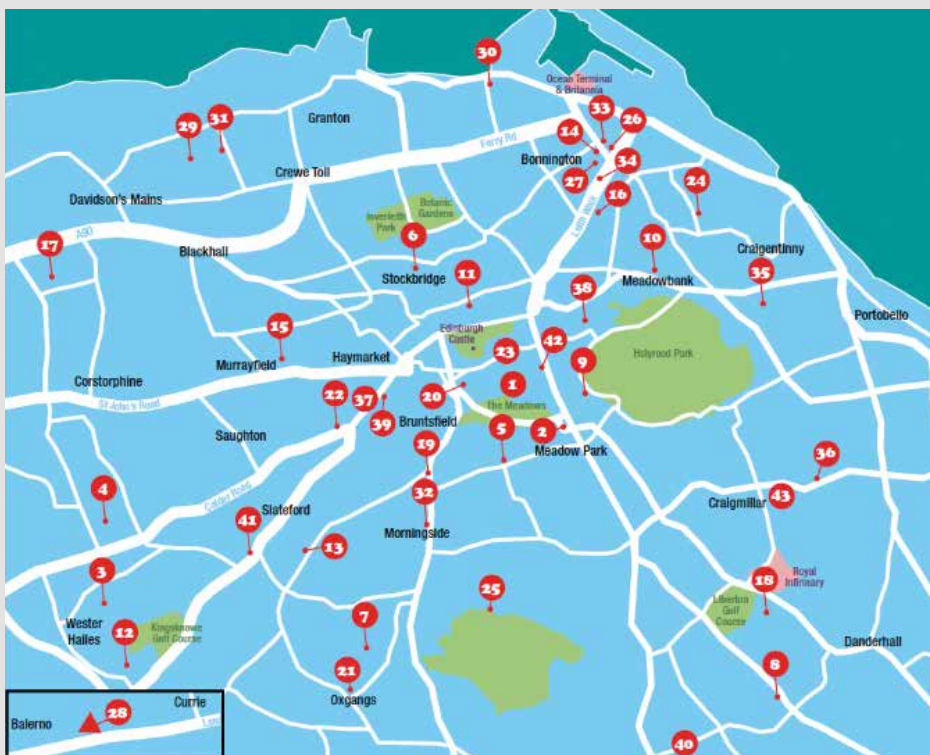 30
Ocean Terminal
& Britannia
33
26
31
29
Granton
14
Ferry Rd
Bonnington
34
Crewe Toll
27
16
24
Davidson's Mains
Botanic
Gardens
Inverleith
Park
Leith Walk
A90
17
6
10
Craigentinny
Blackhall
Stockbridge
11
38
Meadowbank
35
Portobello
15
Edinburgh
Castle
42
Haymarket
23
9
Holyrood Park
Murrayfield
Corstorphine
20
1
St John's Road
22
37
39
The Meadows
Bruntsfield
5
2
Saughton
19
Meadow Park
36
4
32
Craigmillar
43
Calder Road
Slateford
41
Morningside
13
3
25
18
Royal
Infirmary
Liberton
Golf
Course
Wester
Hailes
12
Kingsknowe
Golf Course
7
Danderhall
8
21
Oxgangs
Currie
28
Balerno
40